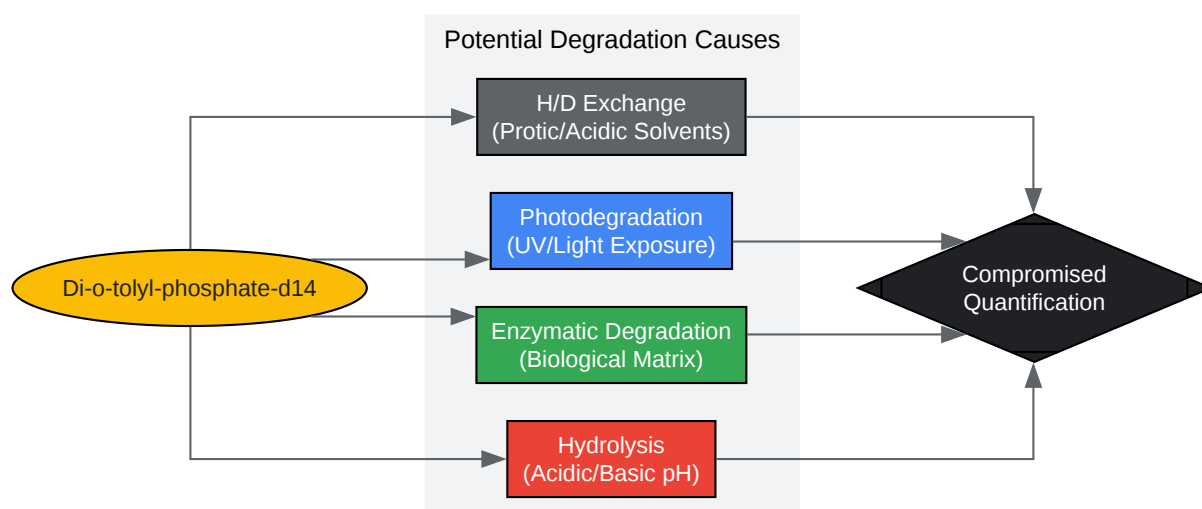 Potential Degradation Causes
H/D Exchange
(Protic/Acidic Solvents)
Photodegradation
(UV/Light Exposure)
Di-o-tolyl-phosphate-d14
Compromised
Quantification
Enzymatic Degradation
(Biological Matrix)
Hydrolysis
(Acidic/Basic pH)